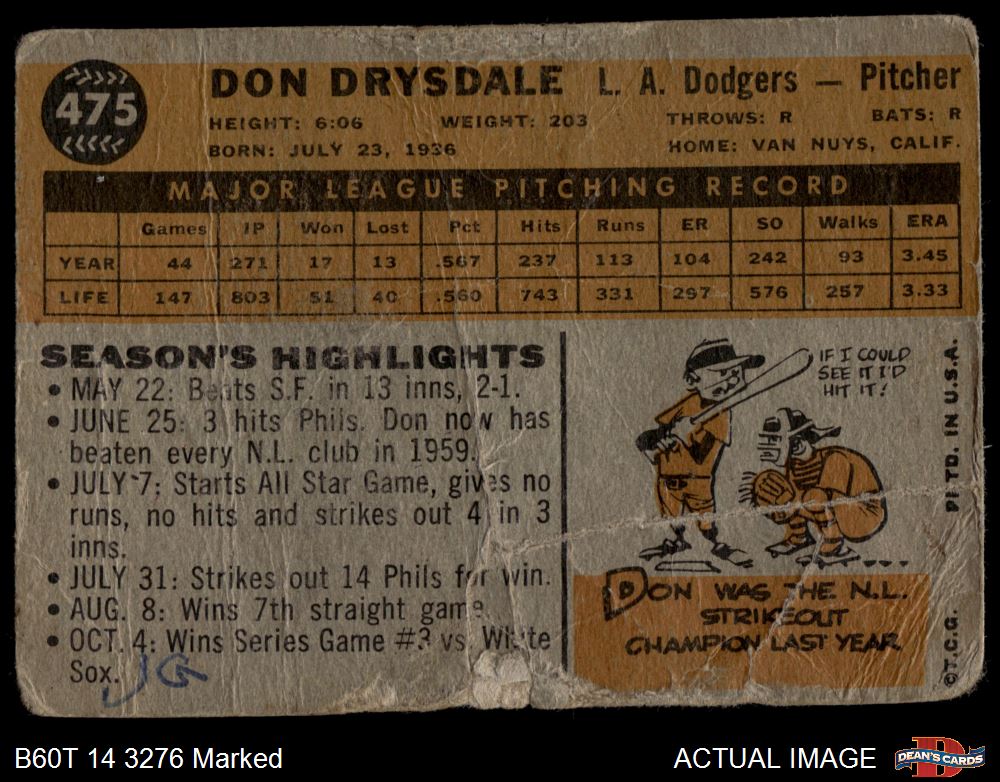 475
DON DRYSDALE L. A. Dodgers — Pitcher
HEIGHT: 6:06 WEIGHT: 203 THROWS: R BATS: R
BORN: JULY 23, 1936 HOME: VAN NUYS, CALIF.
MAJOR LEAGUE PITCHING RECORD
Games IP Won Lost Pct Hits Runs ER SO Walks ERA
YEAR 44 271 17 13 .567 237 113 104 242 93 3.45
LIFE 147 803 51 40 .560 743 331 297 576 257 3.33
SEASON'S HIGHLIGHTS
• MAY 22: Beats S.F. in 13 inns, 2-1.
• JUNE 25: 3 hits Phils. Don now has
beaten every N.L. club in 1959.
• JULY 7: Starts All Star Game, gives no
runs, no hits and strikes out 4 in 3
inns.
• JULY 31: Strikes out 14 Phils for win.
• AUG. 8: Wins 7th straight game.
• OCT. 4: Wins Series Game #3 vs. White
Sox.
JG
IF I COULD
SEE IT I'D
HIT IT!
DON WAS THE N.L.
STRIKEOUT
CHAMPION LAST YEAR
©T.C.G. PRTD. IN U.S.A.
B60T 14 3276 Marked
ACTUAL IMAGE
D
DEAN'S CARDS